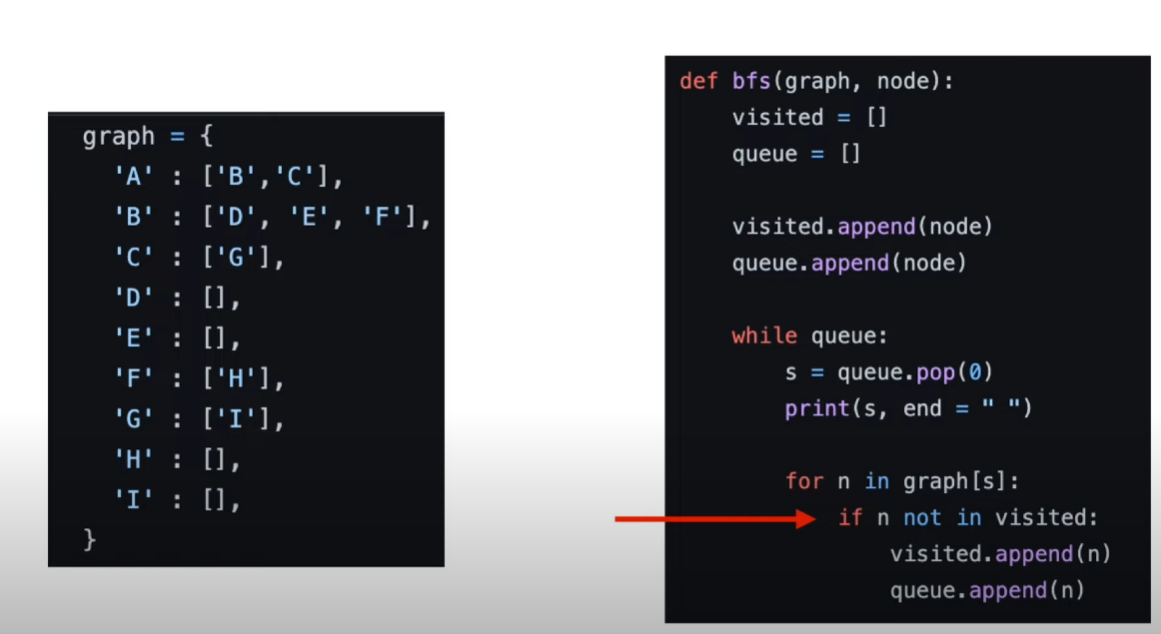 graph = {
'A' : ['B','C'],
'B' : ['D', 'E', 'F'],
'C' : ['G'],
'D' : [],
'E' : [],
'F' : ['H'],
'G' : ['I'],
'H' : [],
'I' : [],
}
def bfs(graph, node):
visited = []
queue = []
visited.append(node)
queue.append(node)
while queue:
s = queue.pop(0)
print(s, end = " ")
for n in graph[s]:
if n not in visited:
visited.append(n)
queue.append(n)